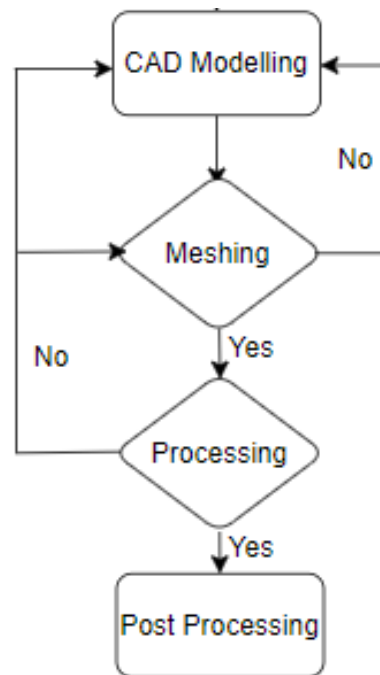 CAD Modelling
No
Meshing
Yes
No
Processing
Yes
Post Processing